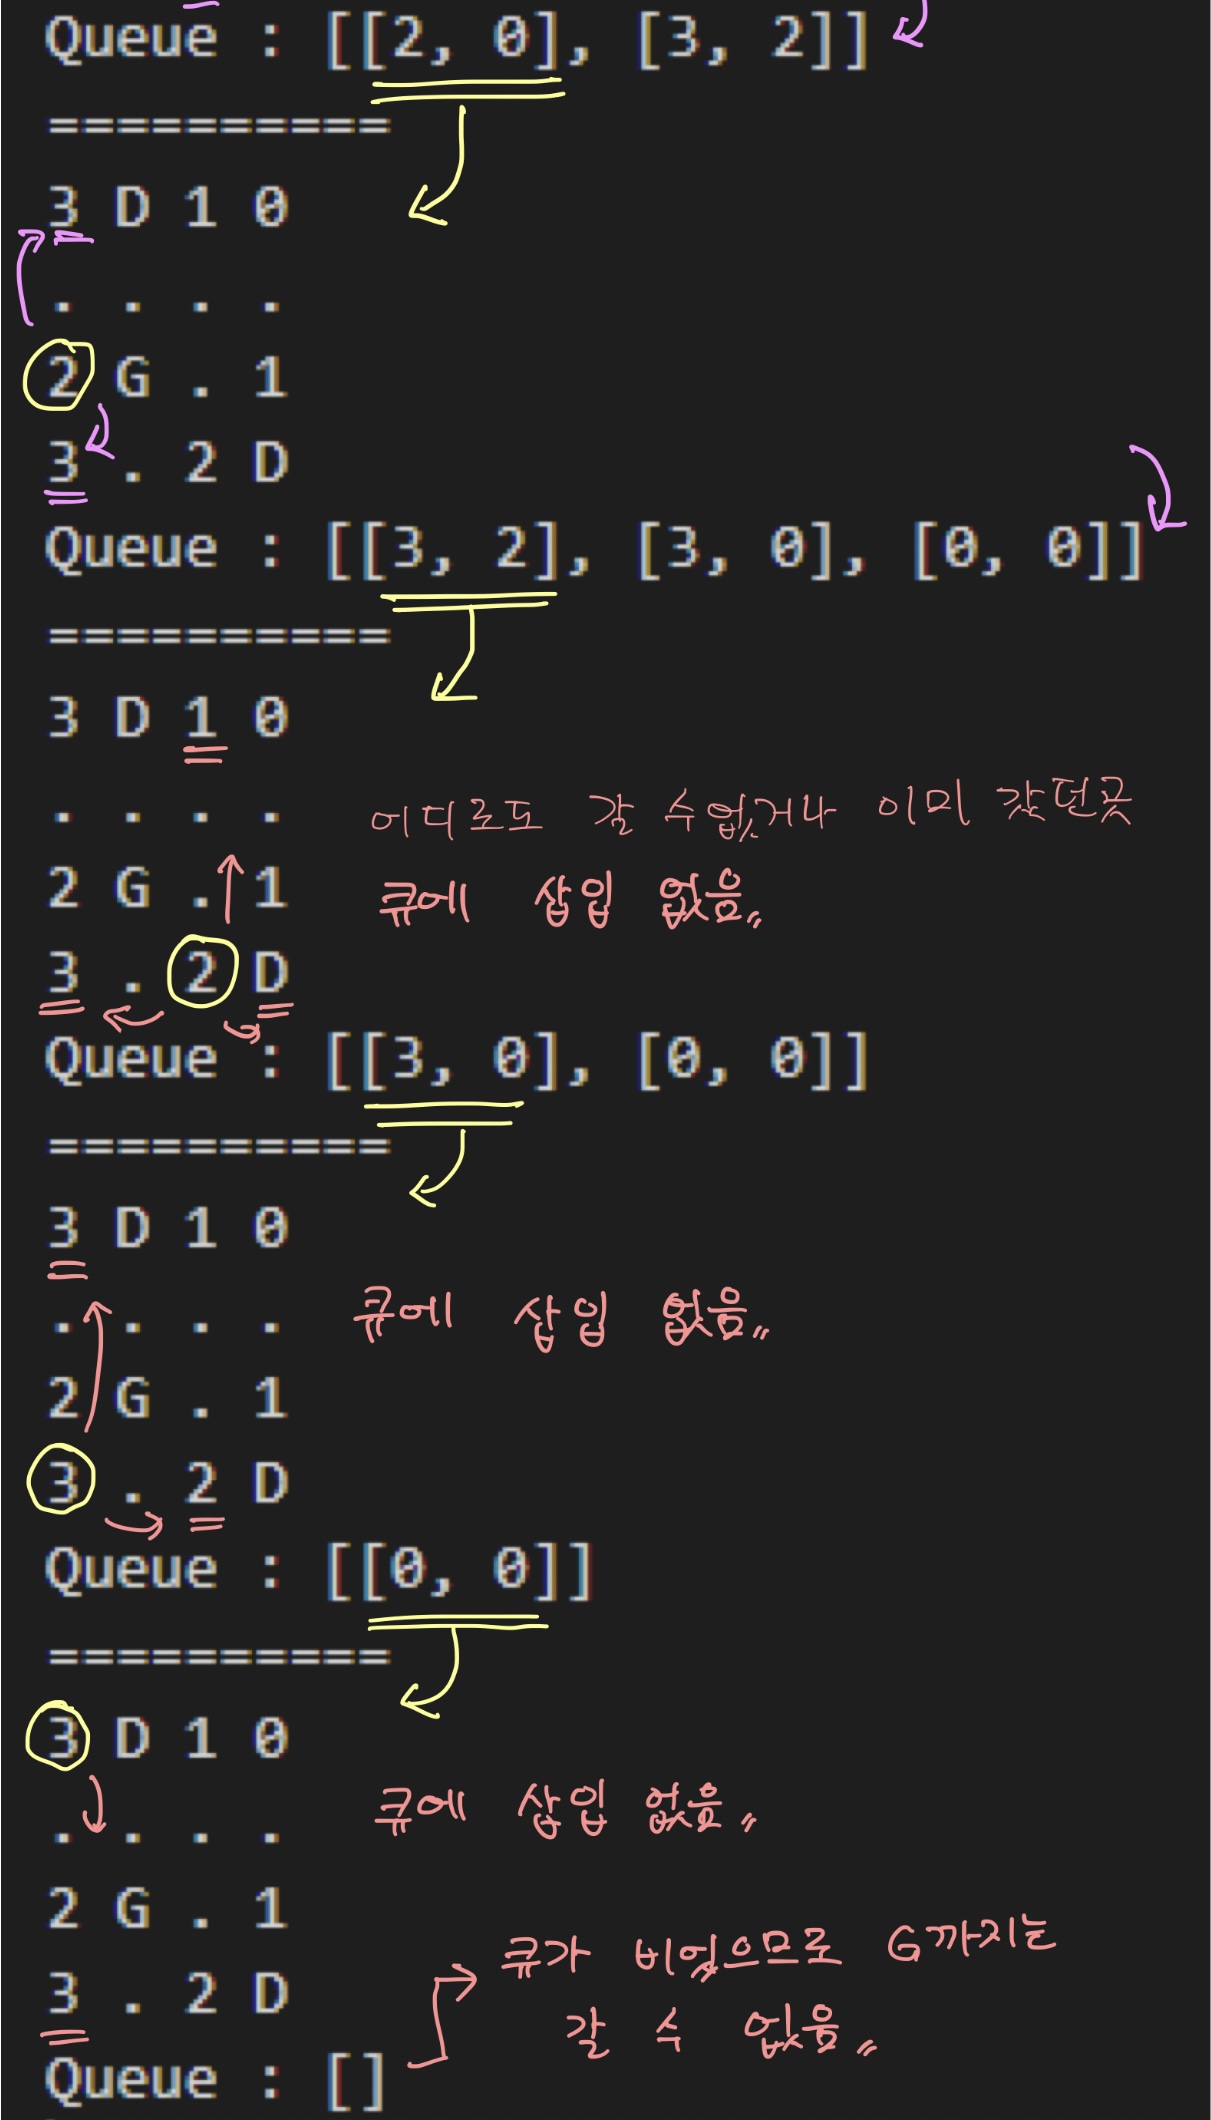 Queue : [[2, 0], [3, 2]]
==========
3 D 1 0
. . . .
2 G . 1
3 . 2 D
Queue : [[3, 2], [3, 0], [0, 0]]
==========
3 D 1 0
. . . . 어디로도 갈 수없거나 이미 갔던곳
2 G . 1 큐에 삽입 없음〃
3 . 2 D
Queue : [[3, 0], [0, 0]]
==========
3 D 1 0
. . . . 큐에 삽입 없음〃
2 G . 1
3 . 2 D
Queue : [[0, 0]]
==========
3 D 1 0
. . . . 큐에 삽입 없음〃
2 G . 1
큐가 비었으므로 G까지는
3 . 2 D 갈 수 없음〃
Queue : []